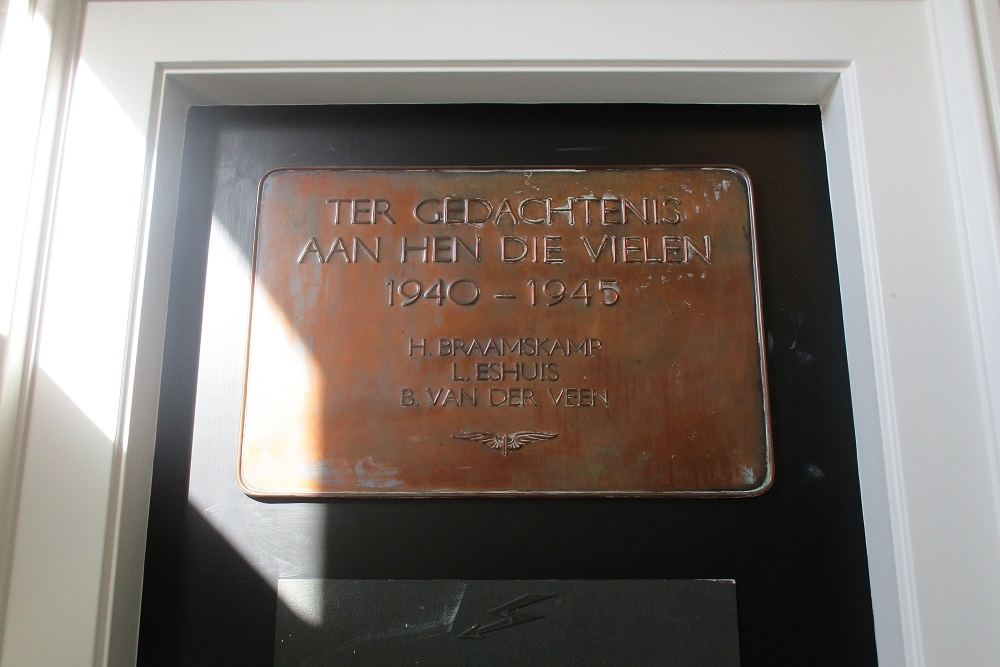 TER GEDACHTENIS
AAN HEN DIE VIELEN
1940 – 1945
H. BRAAMSKAMP
L. ESHUIS
B. VAN DER VEEN